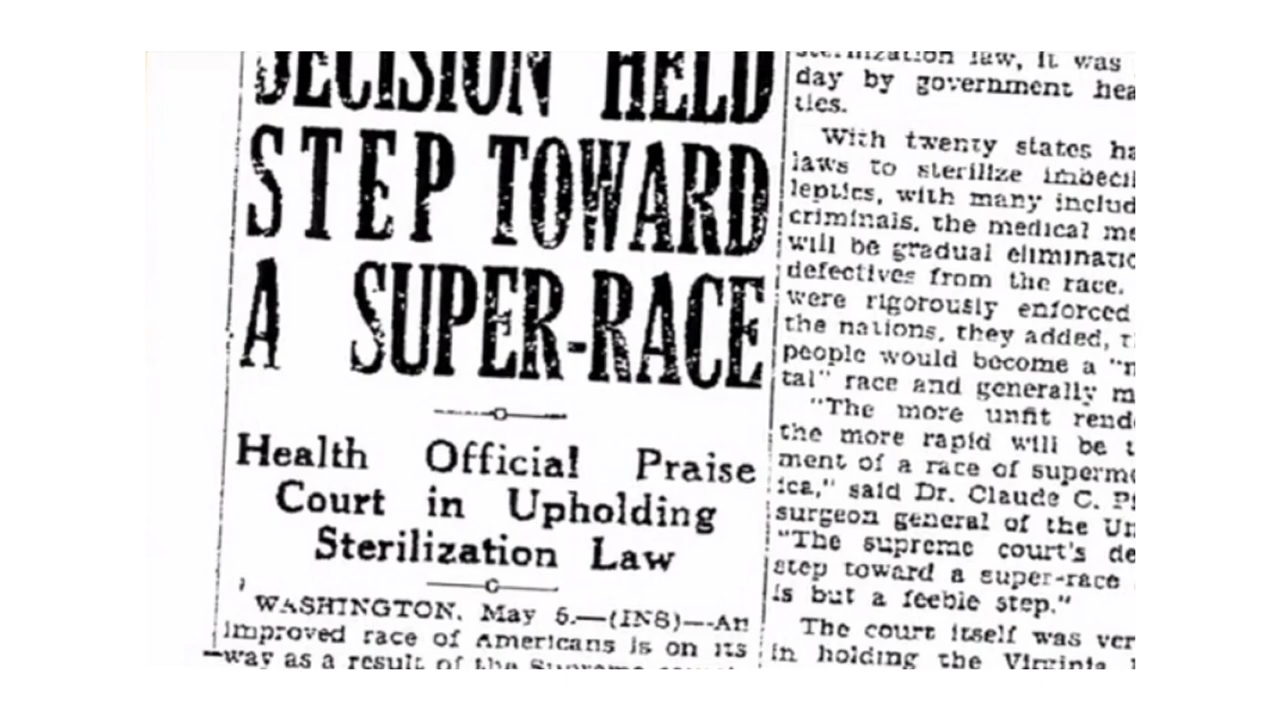 DECISION HELD
STEP TOWARD
A SUPER-RACE
Health Official Praise
Court in Upholding
Sterilization Law
WASHINGTON, May 5.—(INS)—An
improved race of Americans is on its
way as a result of the Supreme
sterilization law, it was
day by government hea
ties.
With twenty states ha
laws to sterilize imbecil
leptics, with many includ
criminals, the medical me
will be gradual eliminatio
defectives from the race.
were rigorously enforced
the nations, they added, t
people would become a "n
tal" race and generally m
"The more unfit rend
the more rapid will be t
ment of a race of superme
ica," said Dr. Claude C. P
surgeon general of the Un
"The supreme court's de
step toward a super-race
is but a feeble step."
The court itself was ver
in holding the Virginia